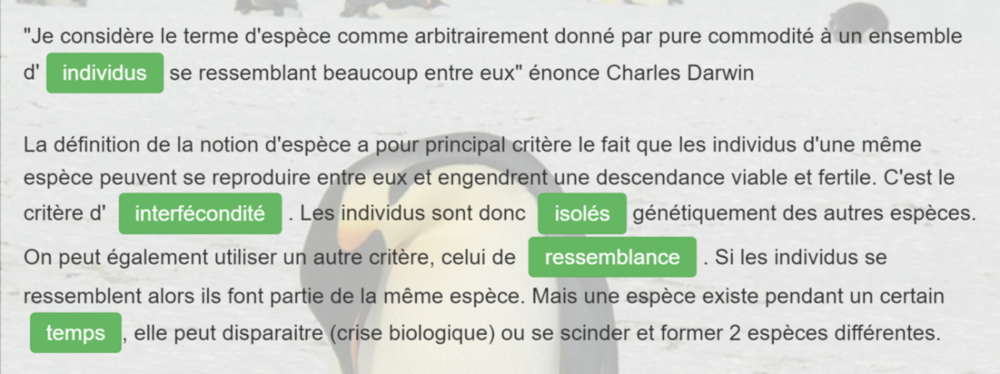 "Je considère le terme d'espèce comme arbitrairement donné par pure commodité à un ensemble
d' individus se ressemblant beaucoup entre eux" énonce Charles Darwin
La définition de la notion d'espèce a pour principal critère le fait que les individus d'une même
espèce peuvent se reproduire entre eux et engendrent une descendance viable et fertile. C'est le
critère d' interfécondité . Les individus sont donc isolés génétiquement des autres espèces.
On peut également utiliser un autre critère, celui de ressemblance . Si les individus se
ressemblent alors ils font partie de la même espèce. Mais une espèce existe pendant un certain
temps , elle peut disparaitre (crise biologique) ou se scinder et former 2 espèces différentes.